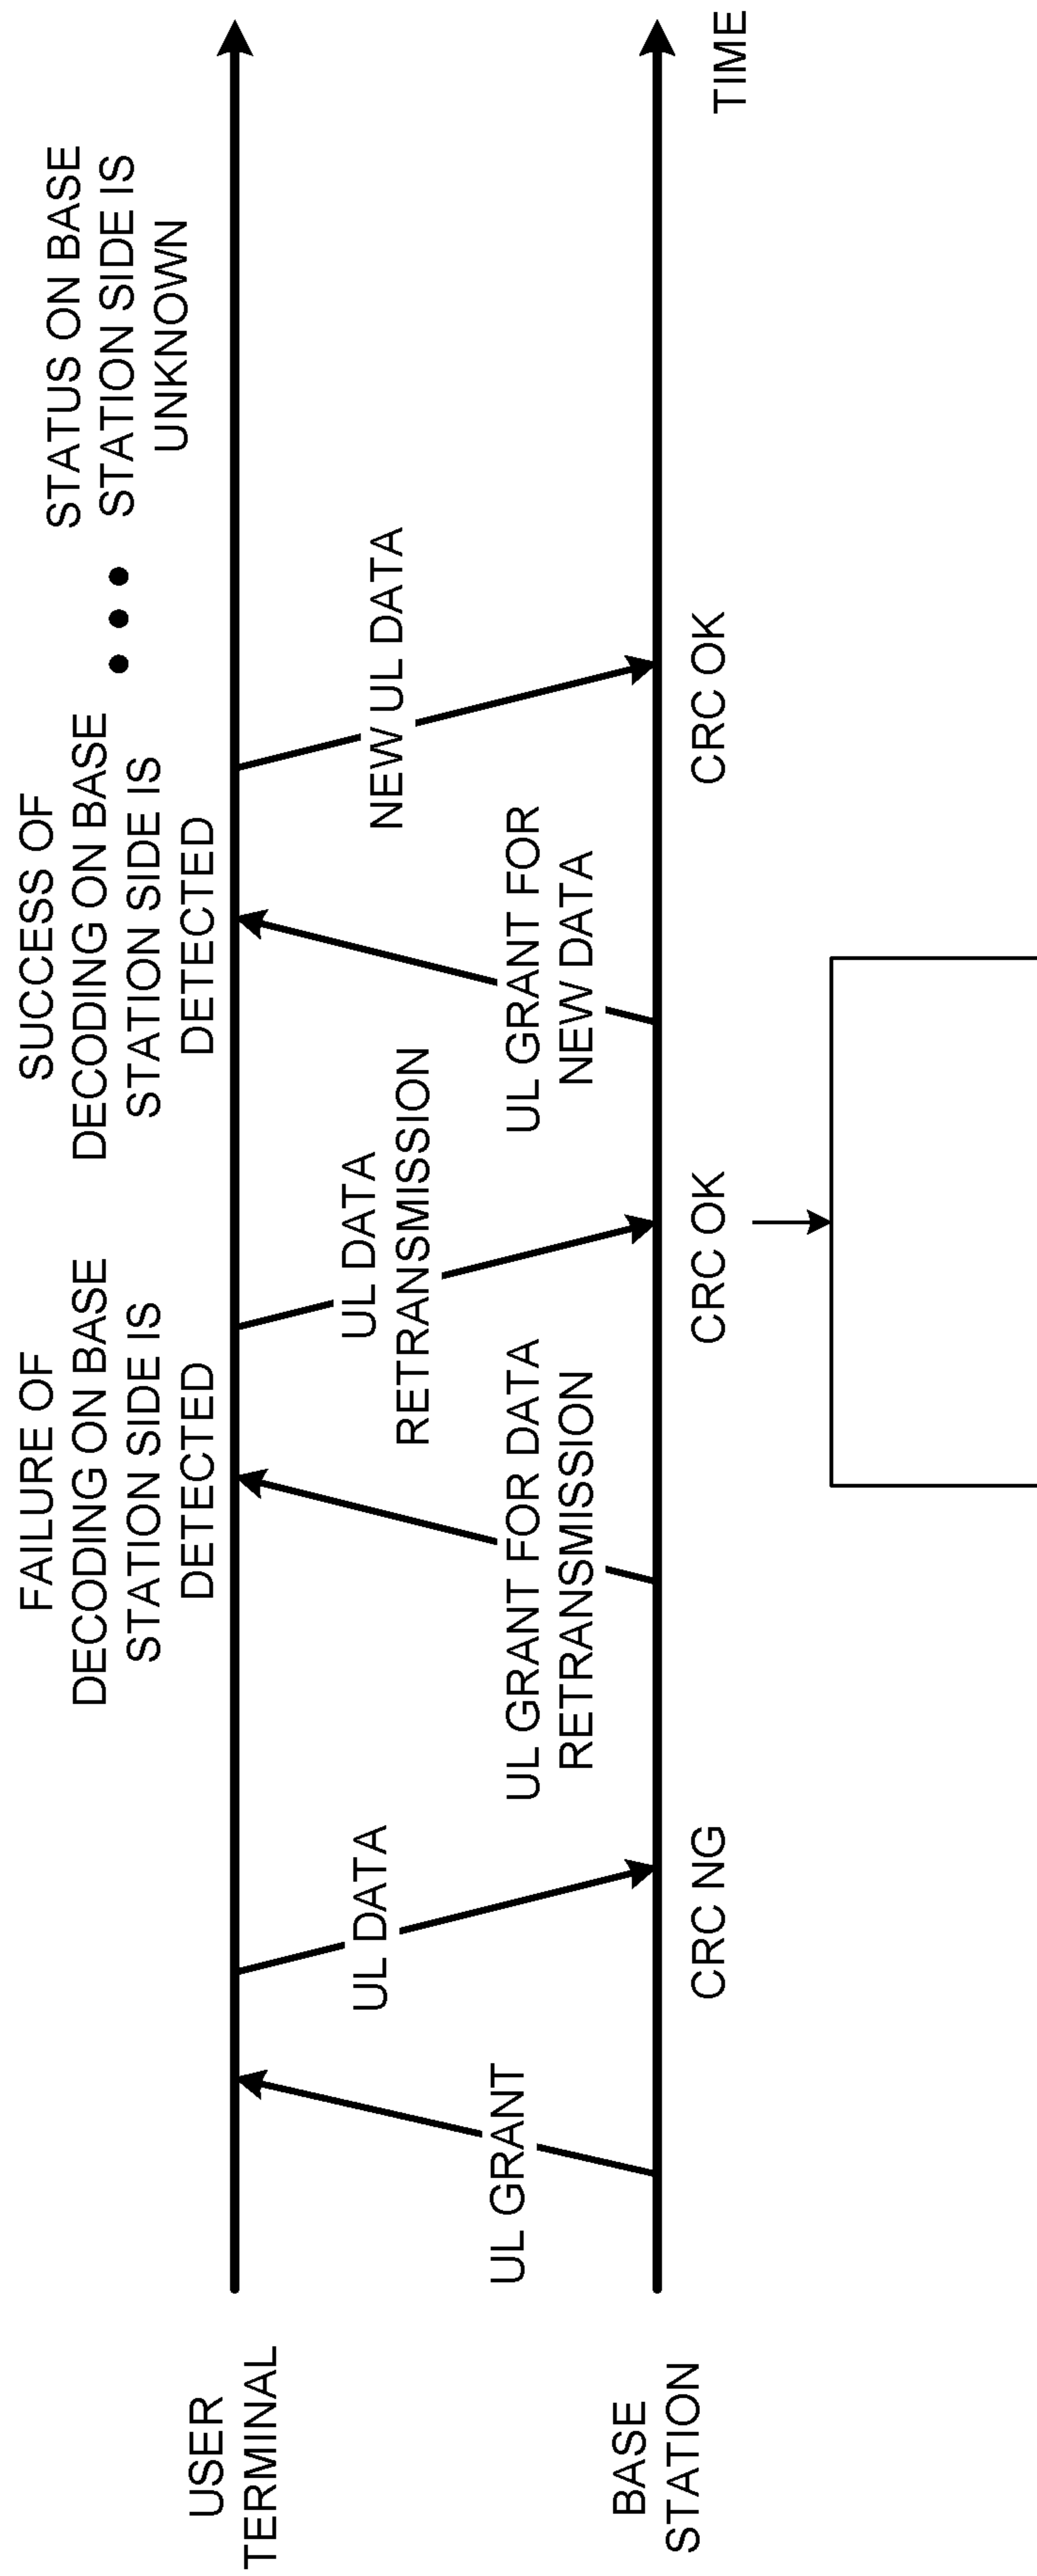 FAILURE OF
DECODING ON BASE
STATION SIDE IS
DETECTED
SUCCESS OF
DECODING ON BASE
STATION SIDE IS
DETECTED
STATUS ON BASE
STATION SIDE IS
UNKNOWN
USER
TERMINAL
UL GRANT
UL DATA
UL GRANT FOR DATA
RETRANSMISSION
UL DATA
RETRANSMISSION
UL GRANT FOR
NEW DATA
NEW UL DATA
BASE
STATION
CRC NG
CRC OK
CRC OK
TIME